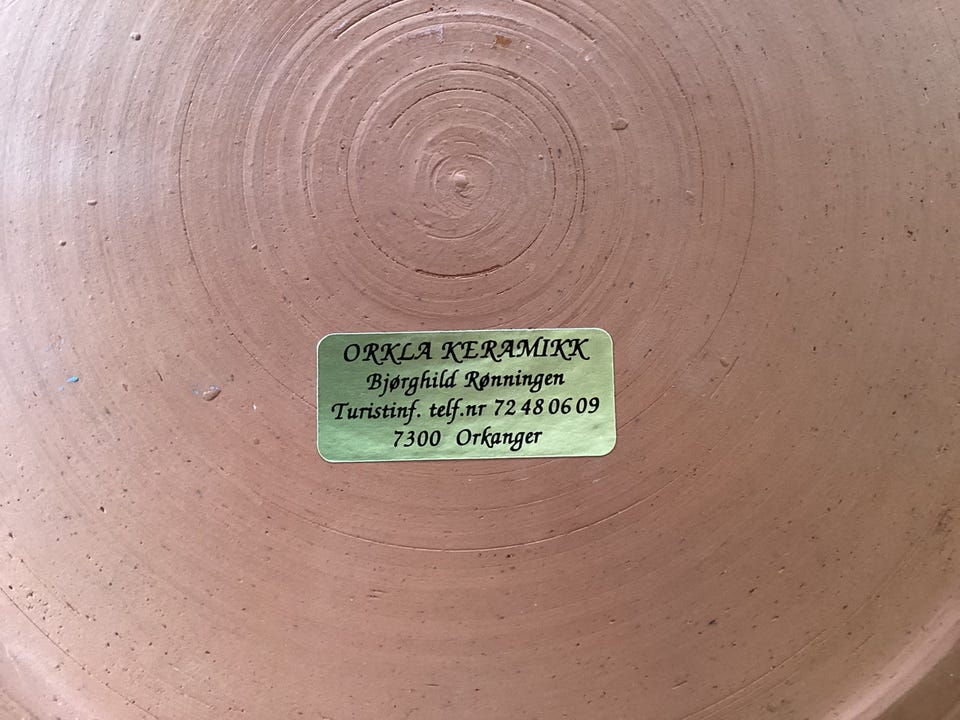 ORKLA KERAMIKK
Bjørghild Rønningen
Turistinf. telf.nr 72 48 06 09
7300 Orkanger